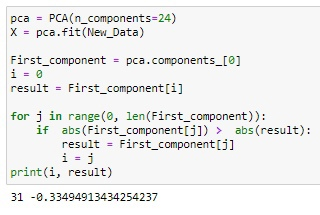 pca = PCA(n_components=24)
X = pca.fit(New_Data)
First_component = pca.components_[0]
i = 0
result = First_component[i]
for j in range(0, len(First_component)):
    if  abs(First_component[j]) >  abs(result):
        result = First_component[j]
        i = j
print(i, result)
31 -0.33494913434254237